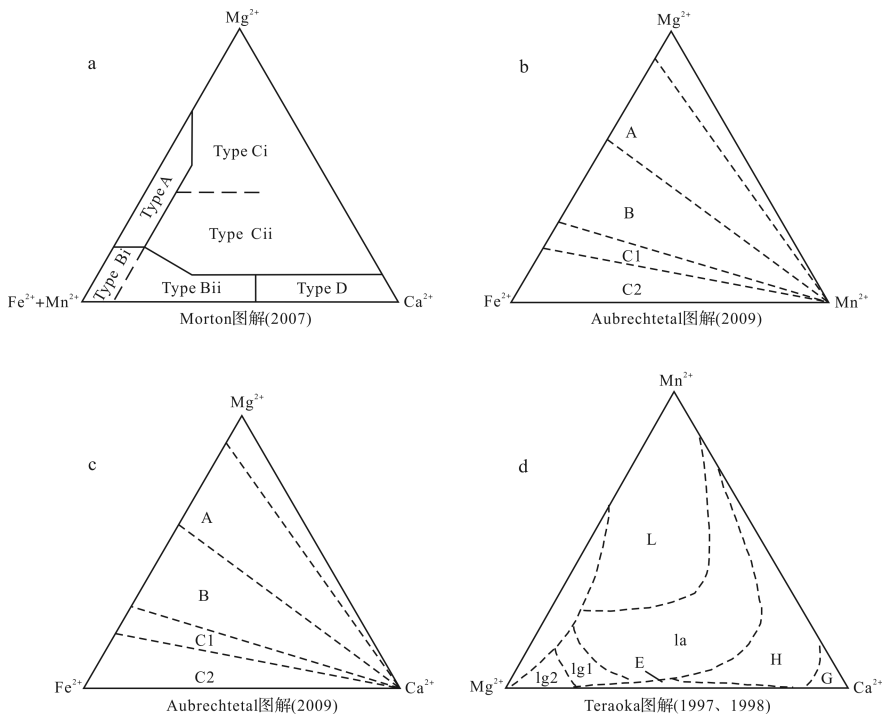 Mg²⁺
a
Type Ci
Type A
Type Cii
Type Bi
Type Bii
Type D
Fe²⁺+Mn²⁺
Ca²⁺
Morton图解(2007)
Mg²⁺
b
A
B
C1
C2
Fe²⁺
Mn²⁺
Aubrechtetal图解(2009)
Mg²⁺
c
A
B
C1
C2
Fe²⁺
Ca²⁺
Aubrechtetal图解(2009)
Mn²⁺
d
L
la
E
H
lg1
lg2
G
Mg²⁺
Ca²⁺
Teraoka图解(1997、1998)